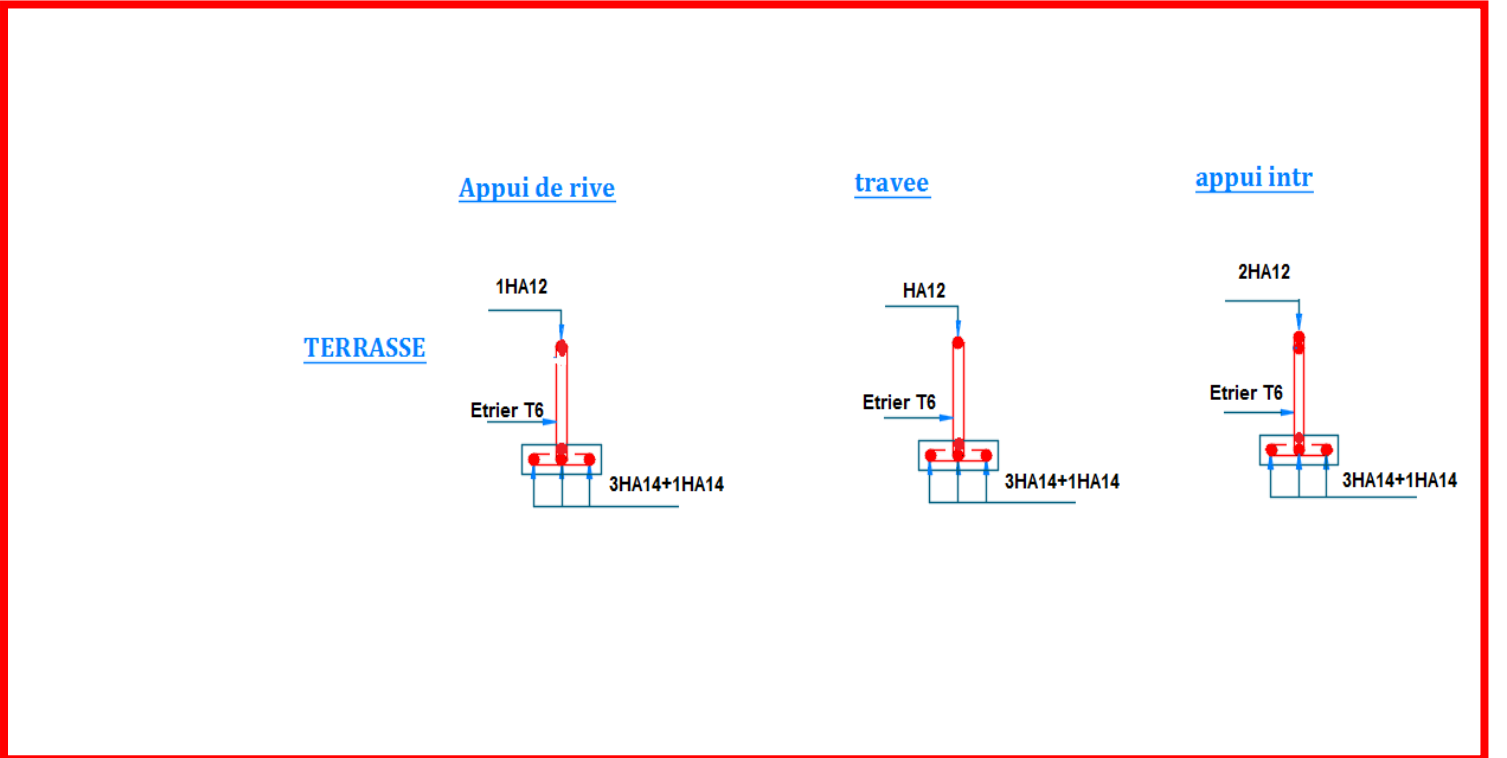 Appui de rive
travee
appui intr
TERRASSE
1HA12
HA12
2HA12
Etrier T6
Etrier T6
Etrier T6
3HA14+1HA14
3HA14+1HA14
3HA14+1HA14